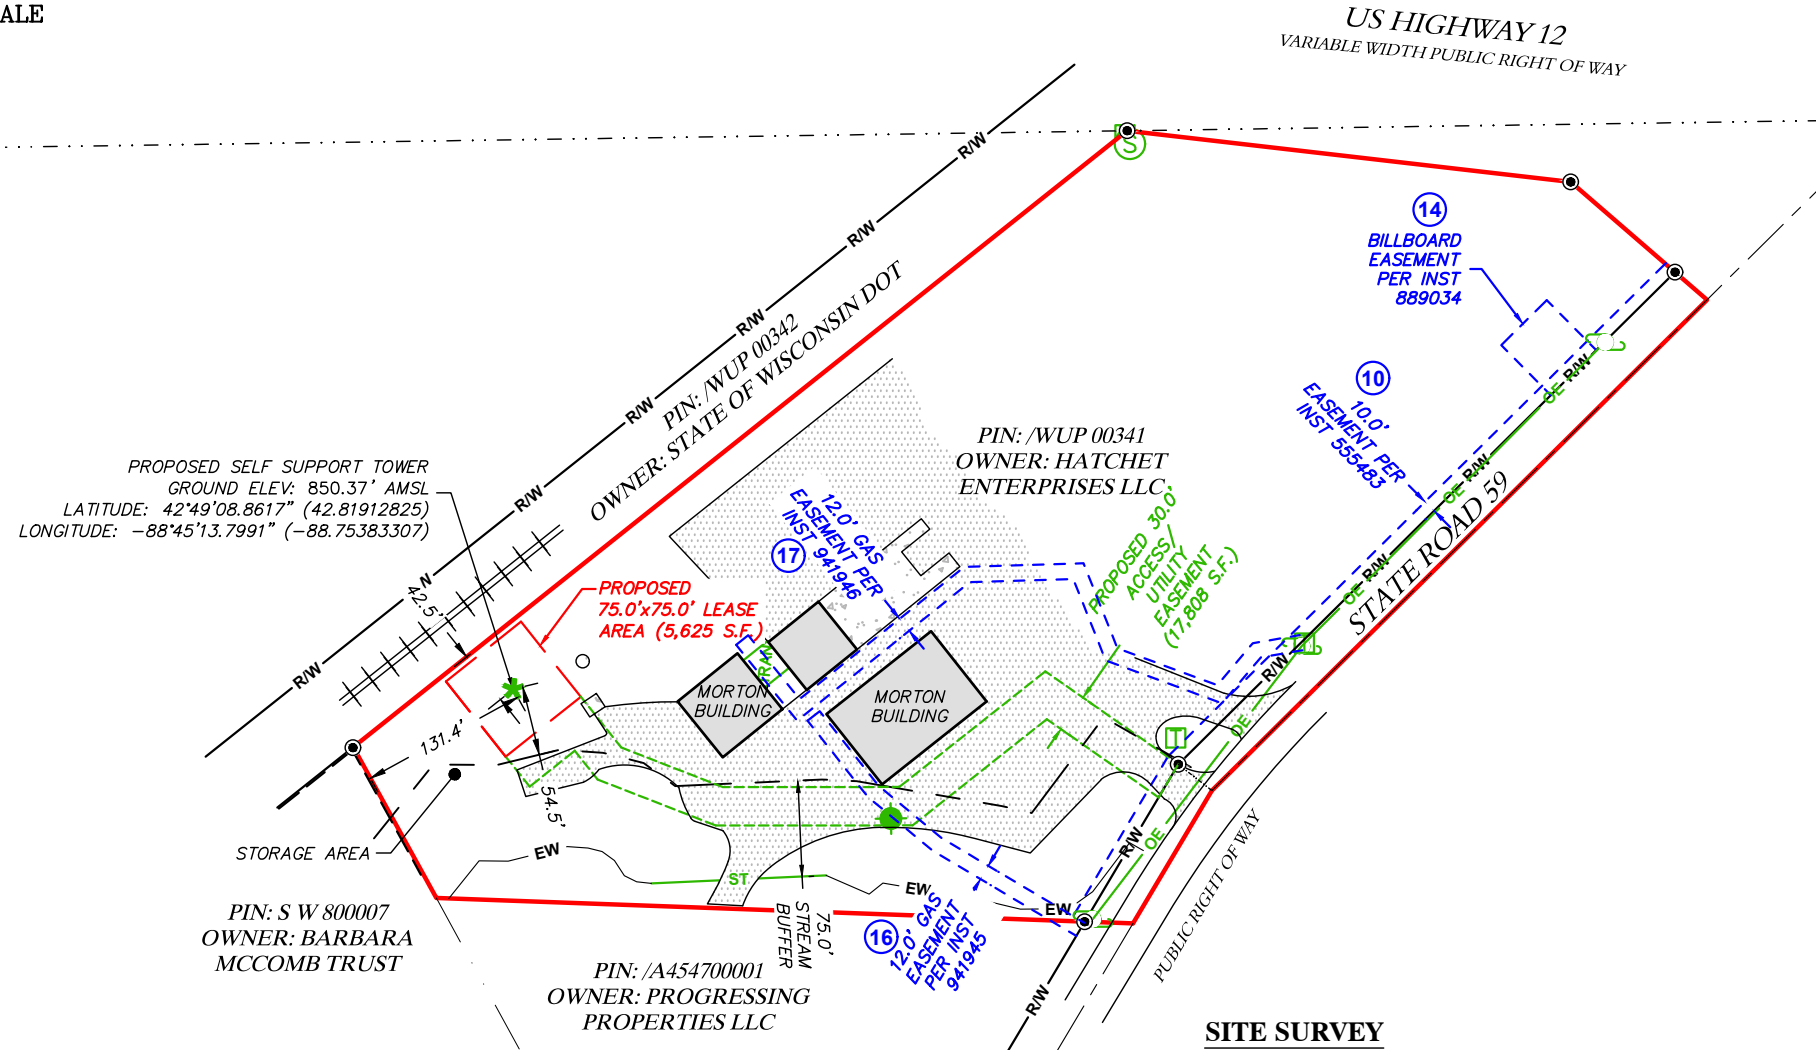 ALE
US HIGHWAY 12
VARIABLE WIDTH PUBLIC RIGHT OF WAY
R/W
S
R/W
14
BILLBOARD
EASEMENT
PER INST
889034
R/W
PIN: /WUP 00342
OWNER: STATE OF WISCONSIN DOT
R/W
10
10.0'
EASEMENT PER
INST 555483
R/W
OE
PIN: /WUP 00341
OWNER: HATCHET
ENTERPRISES LLC
PROPOSED SELF SUPPORT TOWER
GROUND ELEV: 850.37' AMSL
LATITUDE: 42°49'08.8617" (42.81912825)
LONGITUDE: -88°45'13.7991" (-88.75383307)
R/W
R/W
OE
STATE ROAD 59
12.0' GAS
EASEMENT PER
INST 941946
17
PROPOSED 30.0'
ACCESS/
UTILITY
EASEMENT
(17,808 S.F.)
N
42.5'
R/W
OE
PROPOSED
75.0'x75.0' LEASE
AREA (5,625 S.F.)
R/W
TRAN
R/W
MORTON
BUILDING
MORTON
BUILDING
OE
T
131.4'
54.5'
STORAGE AREA
EW
R/W
OE
ST
EW
EW
75.0'
STREAM
BUFFER
16
12.0' GAS
EASEMENT
PER INST
941945
PUBLIC RIGHT OF WAY
PIN: S W 800007
OWNER: BARBARA
MCCOMB TRUST
PIN: /A454700001
OWNER: PROGRESSING
PROPERTIES LLC
R/W
SITE SURVEY